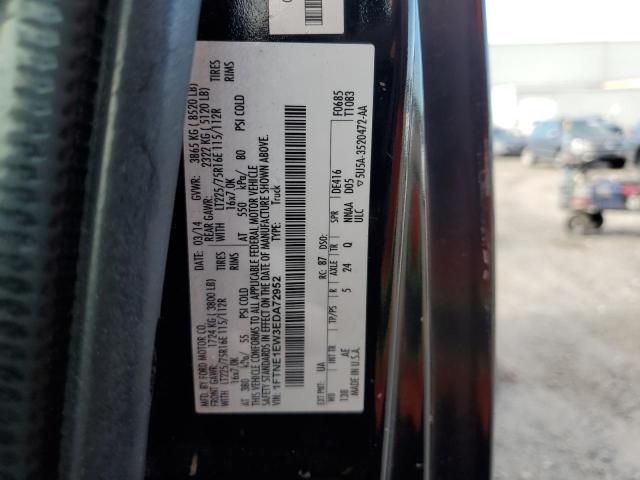 MFD. BY FORD MOTOR CO.
DATE: 03/14 GVWR: 3865 KG ( 8520 LB)
FRONT GAWR: 1724 KG ( 3800 LB) REAR GAWR: 2322 KG ( 5120 LB)
WITH LT225/75R16E 115/112R WITH LT225/75R16E 115/112R TIRES
16x7.0K RIMS 16x7.0K RIMS
AT 380 kPa/ 55 PSI COLD AT 550 kPa/ 80 PSI COLD
THIS VEHICLE CONFORMS TO ALL APPLICABLE FEDERAL MOTOR VEHICLE
SAFETY STANDARDS IN EFFECT ON THE DATE OF MANUFACTURE SHOWN ABOVE.
VIN: 1FTNE1EW3EDA72952 TYPE: Truck
F0685
T1083
EXT PNT: UA RC: 87 DSO: DE416
WB INT TR TP/PS R AXLE TR SPR NNAA D05
138 AE 5 24 Q ULC
MADE IN U.S.A. 5U5A-3520472-AA